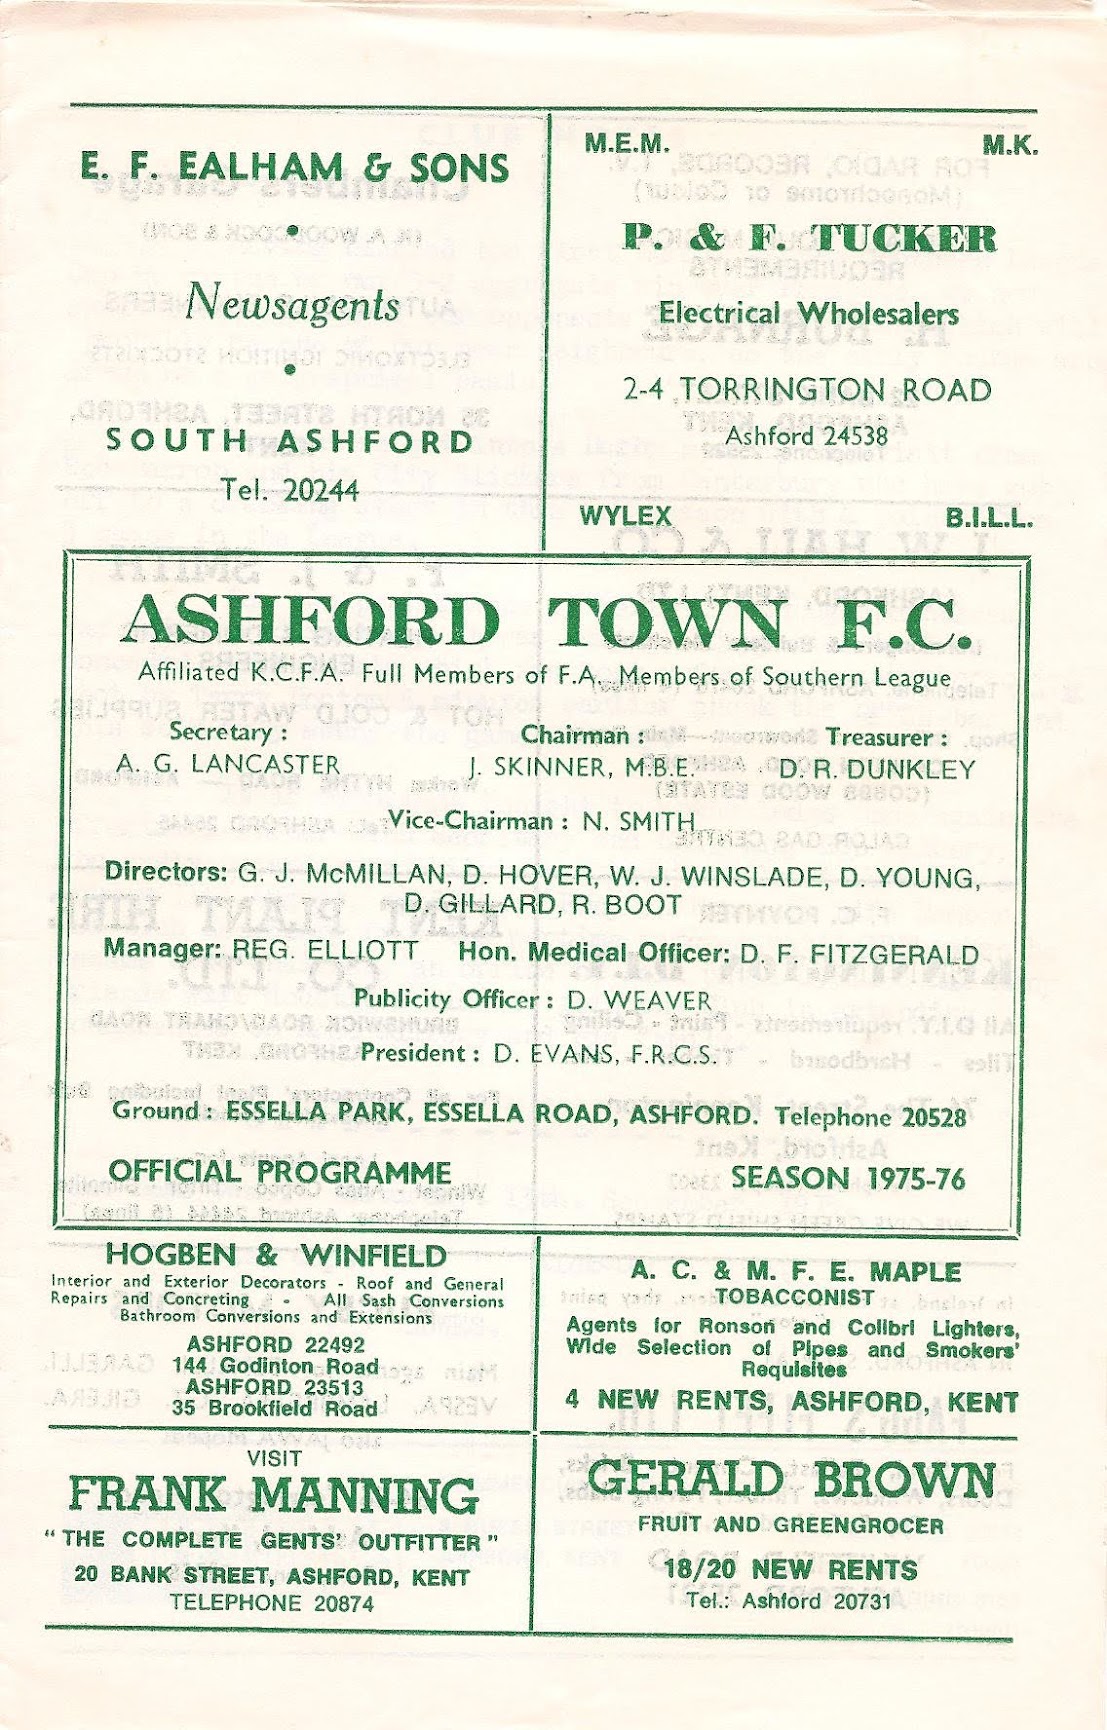 E. F. EALHAM & SONS
•
Newsagents
•
SOUTH ASHFORD
Tel. 20244
M.E.M. M.K.
P. & F. TUCKER
Electrical Wholesalers
2-4 TORRINGTON ROAD
Ashford 24538
WYLEX B.I.L.L.
ASHFORD TOWN F.C.
Affiliated K.C.F.A. Full Members of F.A. Members of Southern League
Secretary : Chairman : Treasurer :
A. G. LANCASTER J. SKINNER, M.B.E. D. R. DUNKLEY
Vice-Chairman : N. SMITH
Directors: G. J. McMILLAN, D. HOVER, W. J. WINSLADE, D. YOUNG,
D. GILLARD, R. BOOT
Manager: REG. ELLIOTT Hon. Medical Officer: D. F. FITZGERALD
Publicity Officer : D. WEAVER
President : D. EVANS, F.R.C.S.
Ground : ESSELLA PARK, ESSELLA ROAD, ASHFORD. Telephone 20528
OFFICIAL PROGRAMME SEASON 1975-76
HOGBEN & WINFIELD
Interior and Exterior Decorators - Roof and General
Repairs and Concreting - All Sash Conversions
Bathroom Conversions and Extensions
ASHFORD 22492
144 Godinton Road
ASHFORD 23513
35 Brookfield Road
A. C. & M. F. E. MAPLE
TOBACCONIST
Agents for Ronson and Colibri Lighters,
Wide Selection of Pipes and Smokers'
Requisites
4 NEW RENTS, ASHFORD, KENT
VISIT
FRANK MANNING
"THE COMPLETE GENTS' OUTFITTER"
20 BANK STREET, ASHFORD, KENT
TELEPHONE 20874
GERALD BROWN
FRUIT AND GREENGROCER
18/20 NEW RENTS
Tel.: Ashford 20731